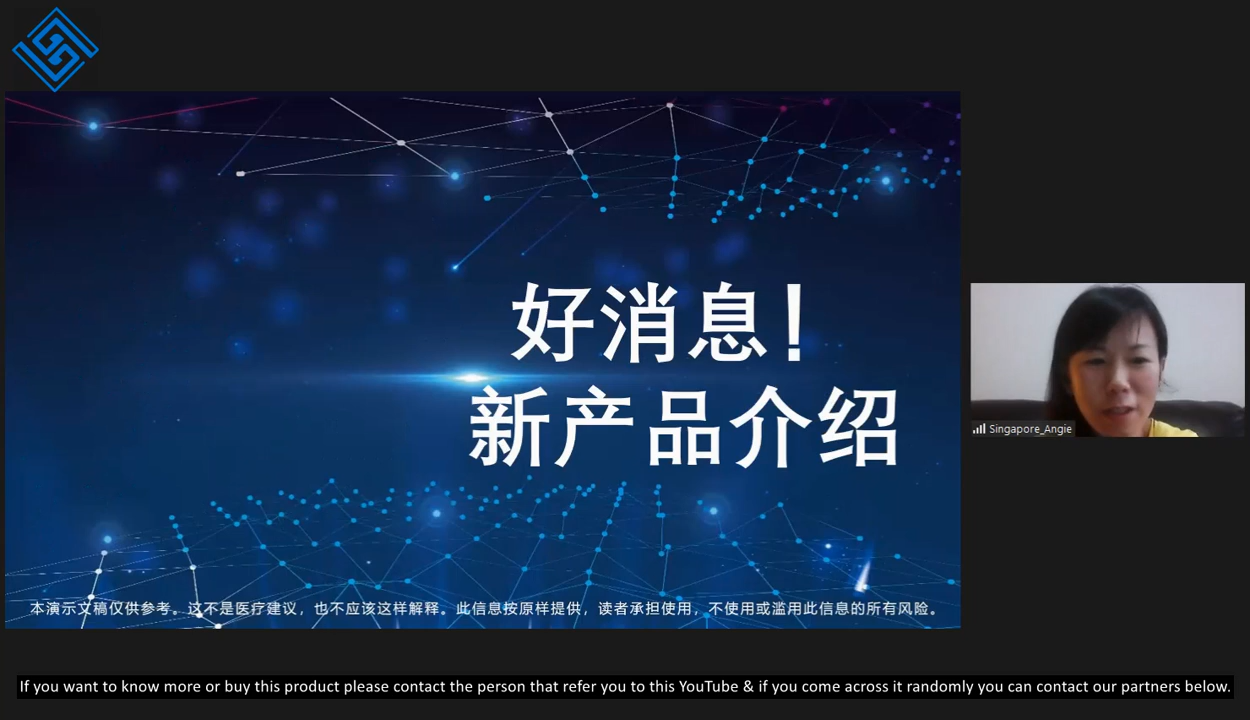 好消息!
新产品介绍
Singapore_Angie
本演示文稿仅供参考。这不是医疗建议，也不应该这样解释。此信息按原样提供，读者承担使用，不使用或滥用此信息的所有风险。
If you want to know more or buy this product please contact the person that refer you to this YouTube & if you come across it randomly you can contact our partners below.